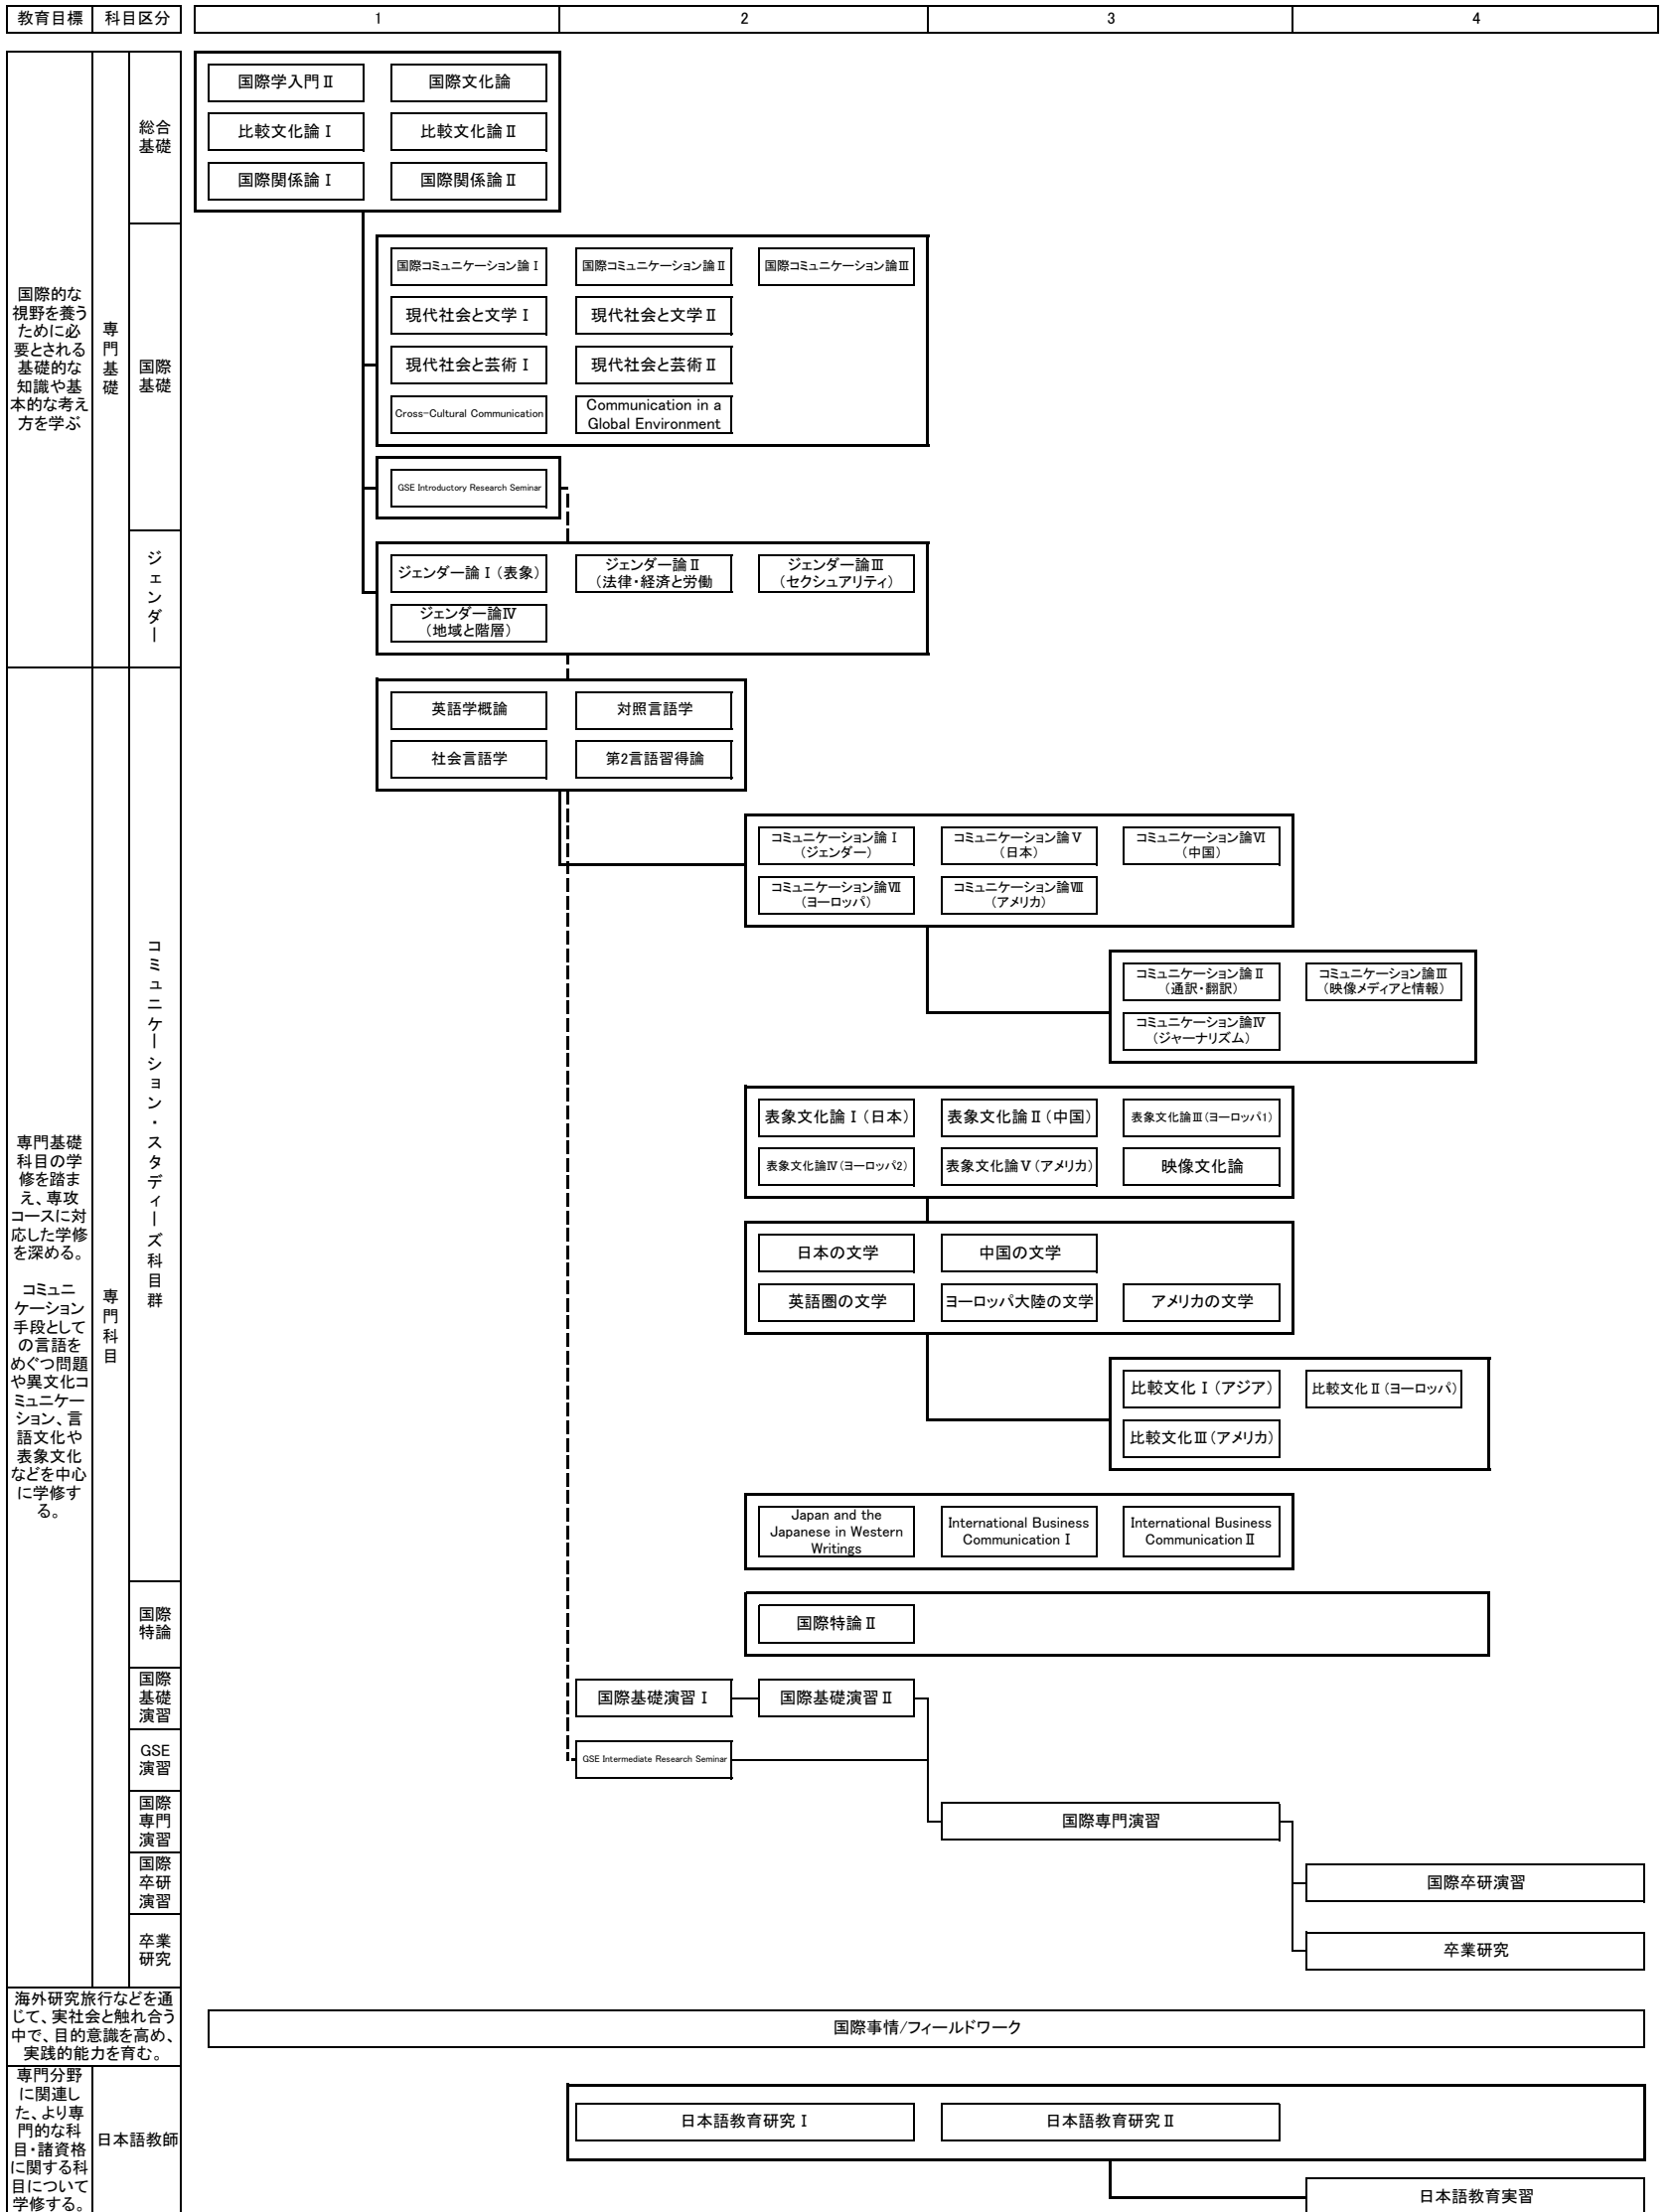 教育目標
科目区分
1
2
3
4
国際的な
視野を養う
ために必
要とされる
基礎的な
知識や基
本的な考え
方を学ぶ
専
門
基
礎
総合
基礎
国際学入門Ⅱ
国際文化論
比較文化論Ⅰ
比較文化論Ⅱ
国際関係論Ⅰ
国際関係論Ⅱ
国際
基礎
国際コミュニケーション論Ⅰ
国際コミュニケーション論Ⅱ
国際コミュニケーション論Ⅲ
現代社会と文学Ⅰ
現代社会と文学Ⅱ
現代社会と芸術Ⅰ
現代社会と芸術Ⅱ
Cross-Cultural Communication
Communication in a
Global Environment
GSE Introductory Research Seminar
ジ
ェ
ン
ダ
ー
ジェンダー論Ⅰ（表象）
ジェンダー論Ⅱ
（法律・経済と労働
ジェンダー論Ⅲ
（セクシュアリティ）
ジェンダー論Ⅳ
（地域と階層）
専門基礎
科目の学
修を踏ま
え、専攻
コースに対
応した学修
を深める。
コミュニ
ケーション
手段として
の言語を
めぐつ問題
や異文化コ
ミュニケー
ション、言
語文化や
表象文化
などを中心
に学修す
る。
専
門
科
目
コ
ミ
ュ
ニ
ケ
ー
シ
ョ
ン
・
ス
タ
デ
ィ
ー
ズ
科
目
群
英語学概論
対照言語学
社会言語学
第2言語習得論
コミュニケーション論Ⅰ
（ジェンダー）
コミュニケーション論Ⅴ
（日本）
コミュニケーション論Ⅵ
（中国）
コミュニケーション論Ⅶ
（ヨーロッパ）
コミュニケーション論Ⅷ
（アメリカ）
コミュニケーション論Ⅱ
（通訳・翻訳）
コミュニケーション論Ⅲ
（映像メディアと情報）
コミュニケーション論Ⅳ
（ジャーナリズム）
表象文化論Ⅰ（日本）
表象文化論Ⅱ（中国）
表象文化論Ⅲ（ヨーロッパ1）
表象文化論Ⅳ（ヨーロッパ2）
表象文化論Ⅴ（アメリカ）
映像文化論
日本の文学
中国の文学
英語圏の文学
ヨーロッパ大陸の文学
アメリカの文学
比較文化Ⅰ（アジア）
比較文化Ⅱ（ヨーロッパ）
比較文化Ⅲ（アメリカ）
Japan and the
Japanese in Western
Writings
International Business
Communication Ⅰ
International Business
Communication Ⅱ
国際
特論
国際特論Ⅱ
国際
基礎
演習
国際基礎演習Ⅰ
国際基礎演習Ⅱ
GSE
演習
GSE Intermediate Research Seminar
国際
専門
演習
国際専門演習
国際
卒研
演習
国際卒研演習
卒業
研究
卒業研究
海外研究旅行などを通
じて、実社会と触れ合う
中で、目的意識を高め、
実践的能力を育む。
国際事情/フィールドワーク
専門分野
に関連し
た、より専
門的な科
目・諸資格
に関する科
目について
学修する。
日本語教師
日本語教育研究Ⅰ
日本語教育研究Ⅱ
日本語教育実習